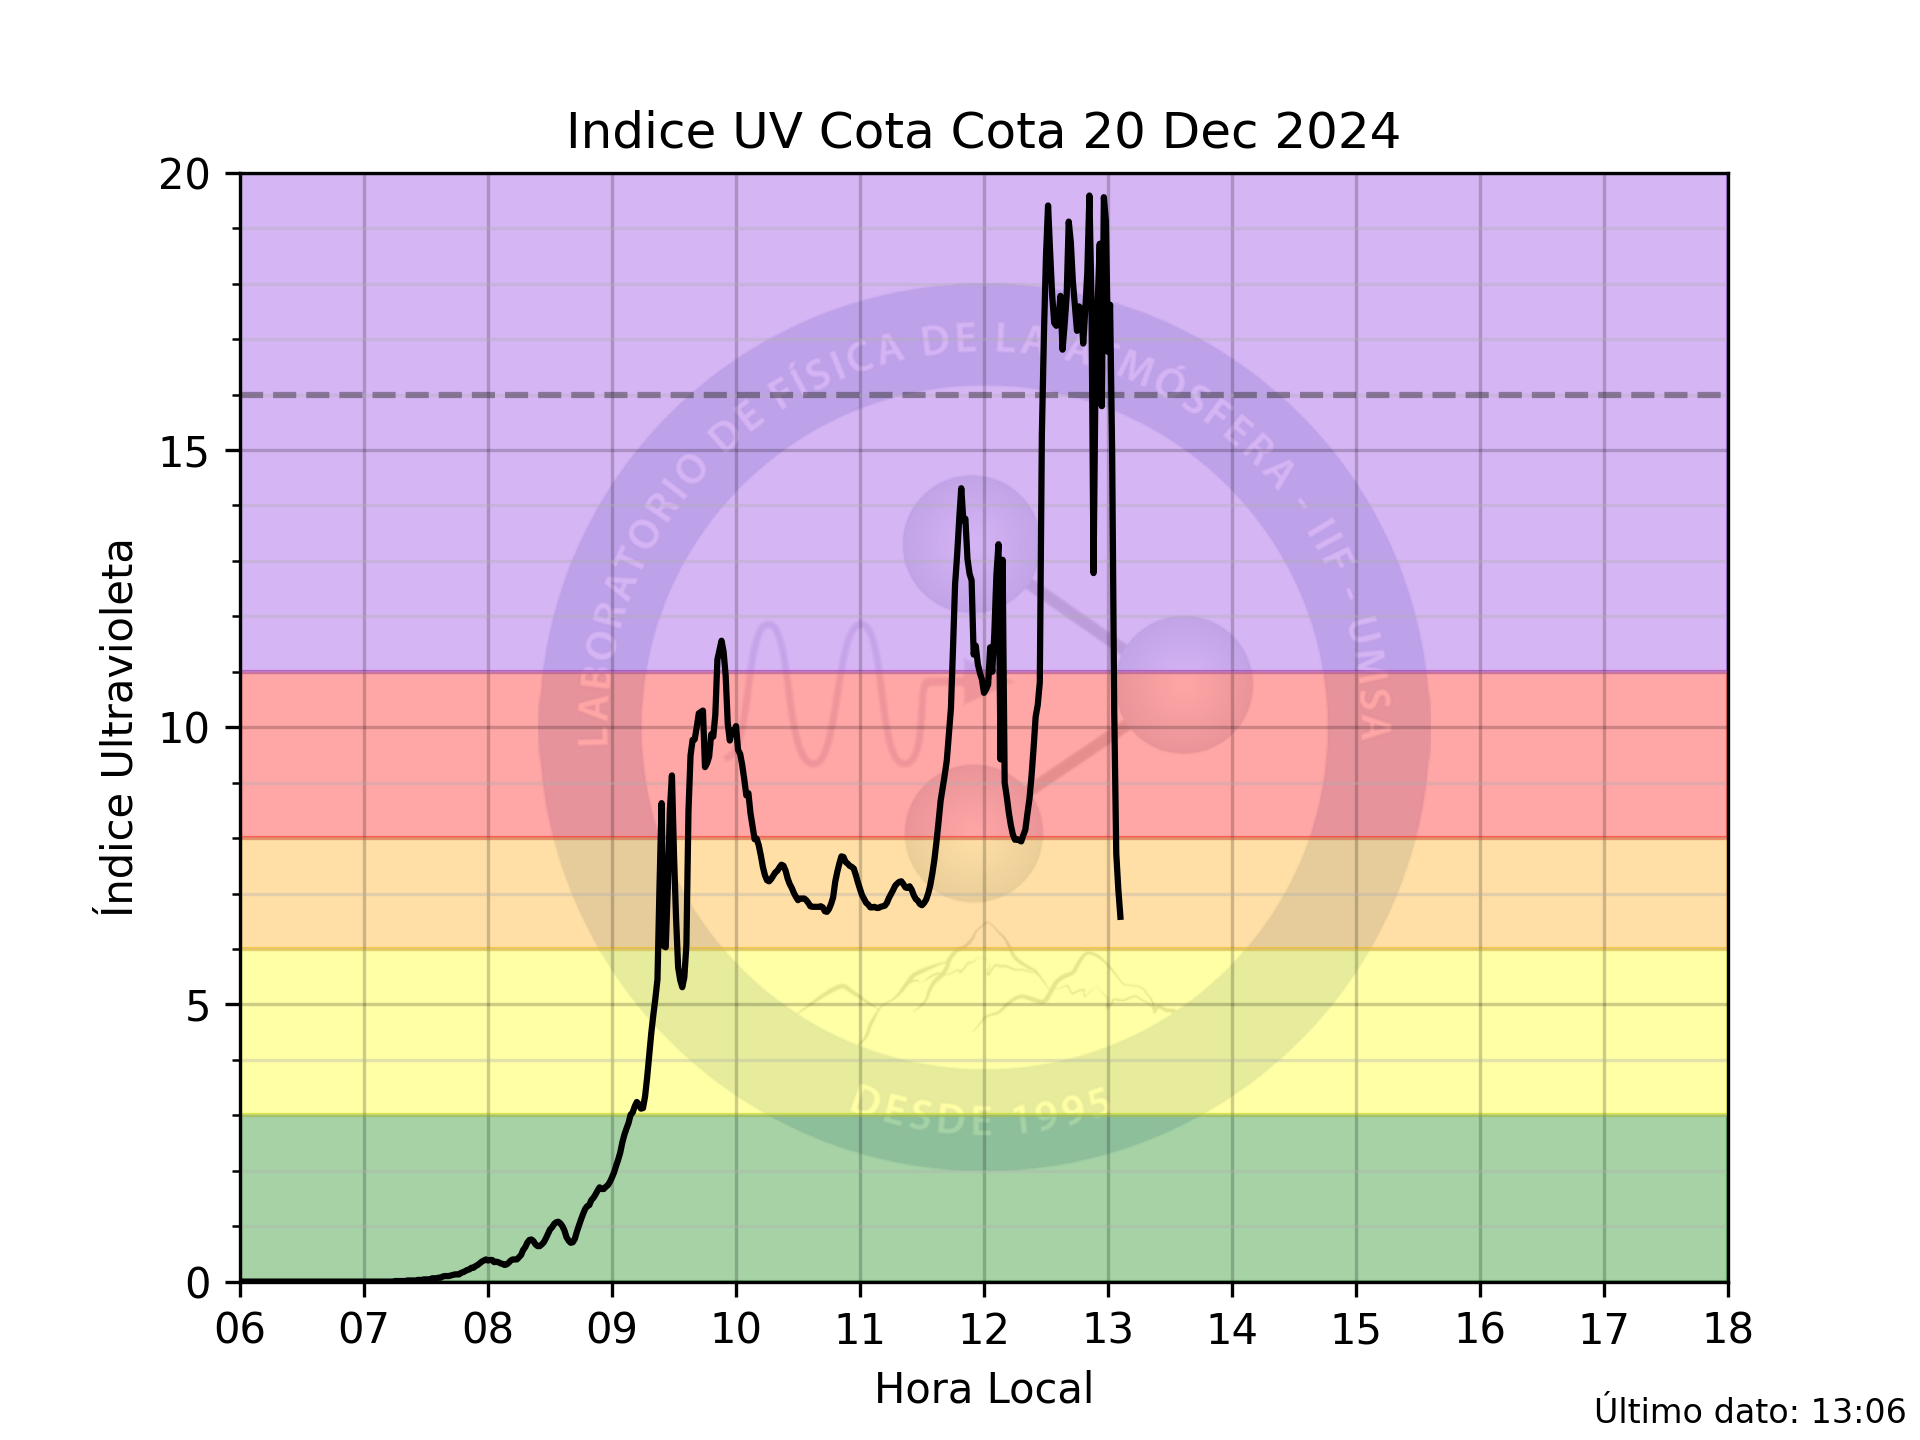 Indice UV Cota Cota 20 Dec 2024
20
15
10
5
0
Índice Ultravioleta
LABORATORIO DE FÍSICA DE LA ATMÓSFERA - IIF - UMSA
DESDE 1995
06 07 08 09 10 11 12 13 14 15 16 17 18
Hora Local
Último dato: 13:06